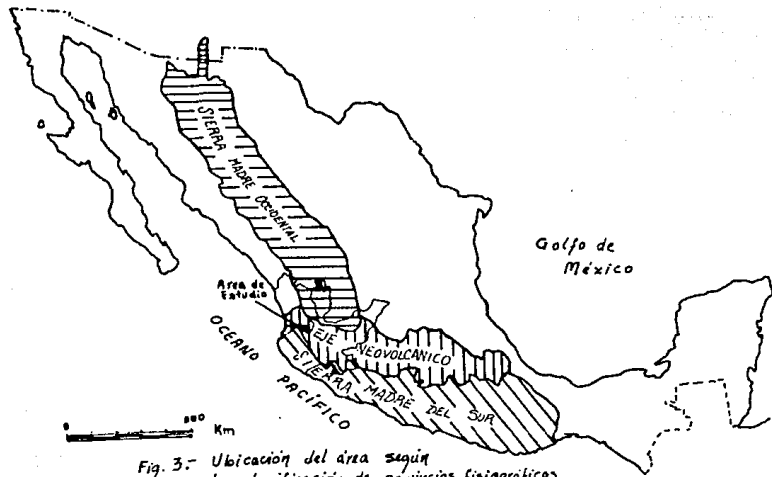 SIERRA MADRE OCCIDENTAL
Golfo de
México
Area de
Estudio
EJE NEOVOLCANICO
OCEANO PACÍFICO
SIERRA MADRE DEL SUR
Km
Fig. 3.- Ubicación del área según